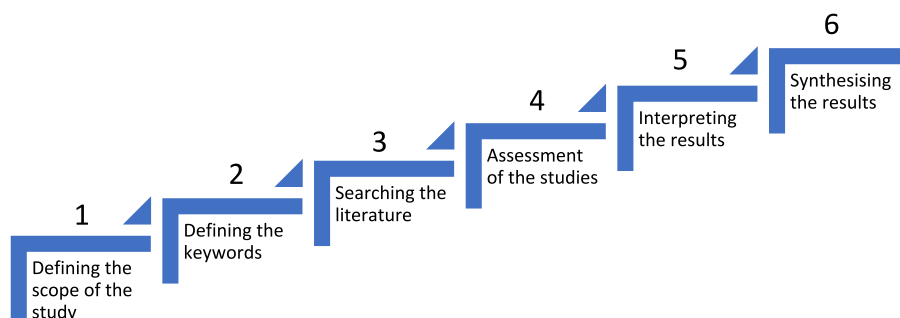 1
Defining the
scope of the
study
2
Defining the
keywords
3
Searching the
literature
4
Assessment
of the studies
5
Interpreting
the results
6
Synthesising
the results